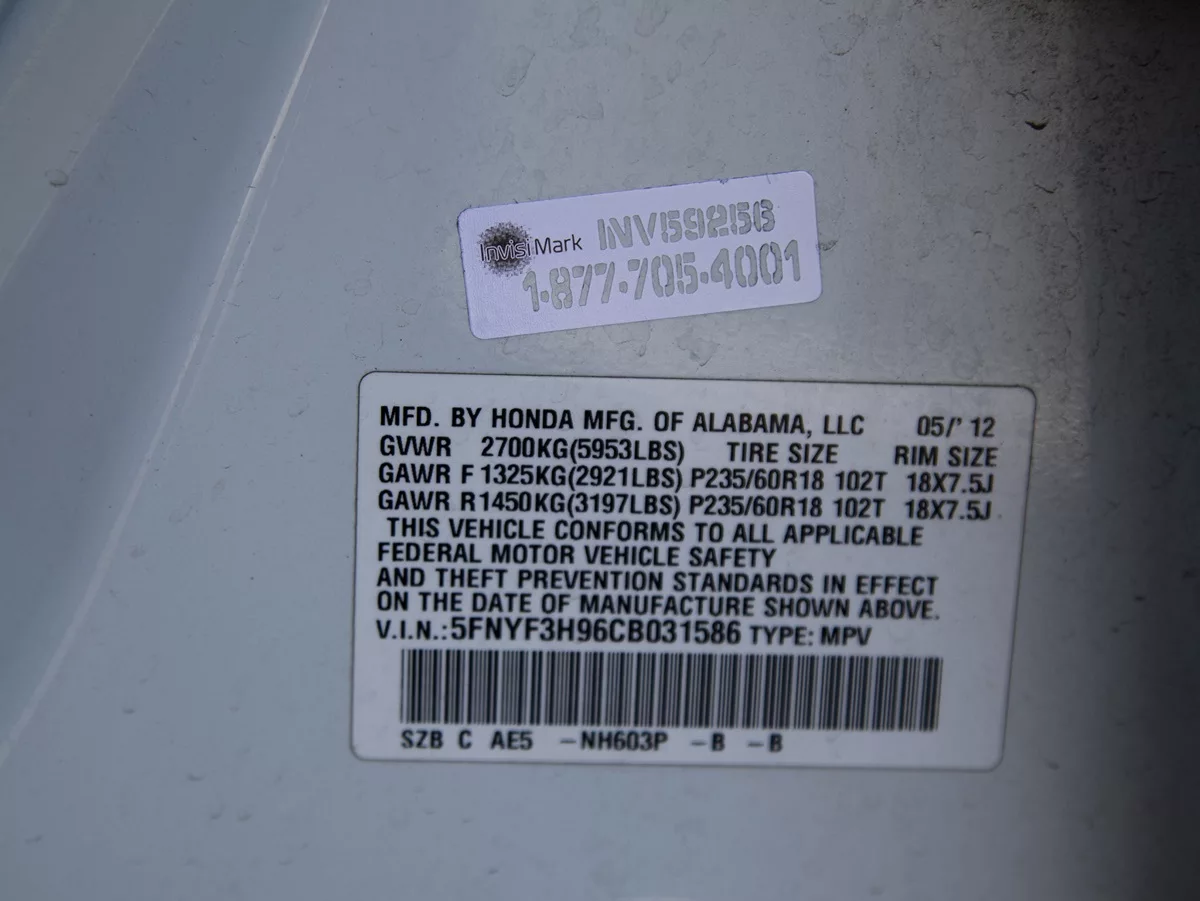 InvisiMark INV59256
1-877-705-4001
MFD. BY HONDA MFG. OF ALABAMA, LLC 05/' 12
GVWR 2700KG(5953LBS) TIRE SIZE RIM SIZE
GAWR F 1325KG(2921LBS) P235/60R18 102T 18X7.5J
GAWR R1450KG(3197LBS) P235/60R18 102T 18X7.5J
THIS VEHICLE CONFORMS TO ALL APPLICABLE
FEDERAL MOTOR VEHICLE SAFETY
AND THEFT PREVENTION STANDARDS IN EFFECT
ON THE DATE OF MANUFACTURE SHOWN ABOVE.
V.I.N.:5FNYF3H96CB031586 TYPE: MPV
SZB C AE5 -NH603P -B -B